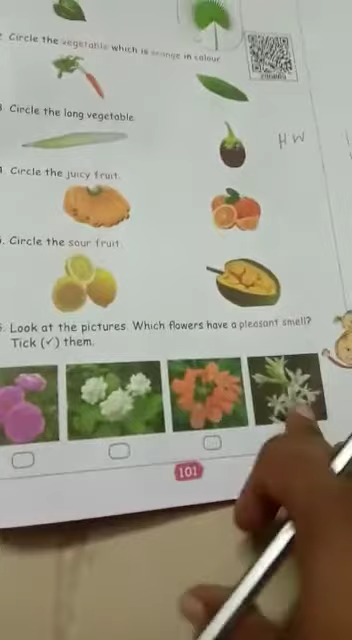 Circle the vegetable which is orange in colour.
Circle the long vegetable.
HW
Circle the juicy fruit.
Circle the sour fruit.
Look at the pictures. Which flowers have a pleasant smell?
Tick (✓) them.
101